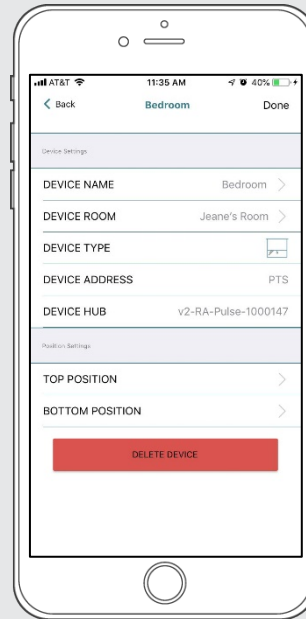 AT&T 11:35 AM 40%
Back Bedroom Done
Device Settings
DEVICE NAME Bedroom
DEVICE ROOM Jeane's Room
DEVICE TYPE
DEVICE ADDRESS PTS
DEVICE HUB v2-RA-Pulse-1000147
Position Settings
TOP POSITION
BOTTOM POSITION
DELETE DEVICE